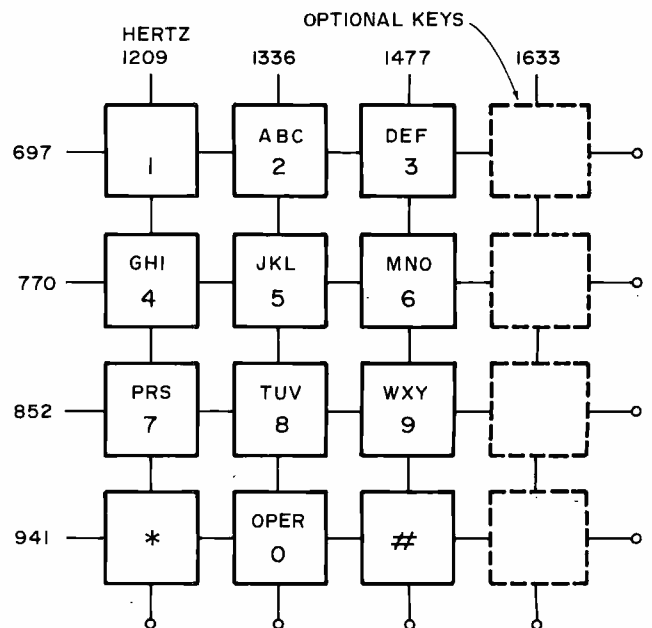 OPTIONAL KEYS
HERTZ
1209 1336 1477 1633
697
1
ABC
2
DEF
3
770
GHI
4
JKL
5
MNO
6
852
PRS
7
TUV
8
WXY
9
941
*
OPER
0
#